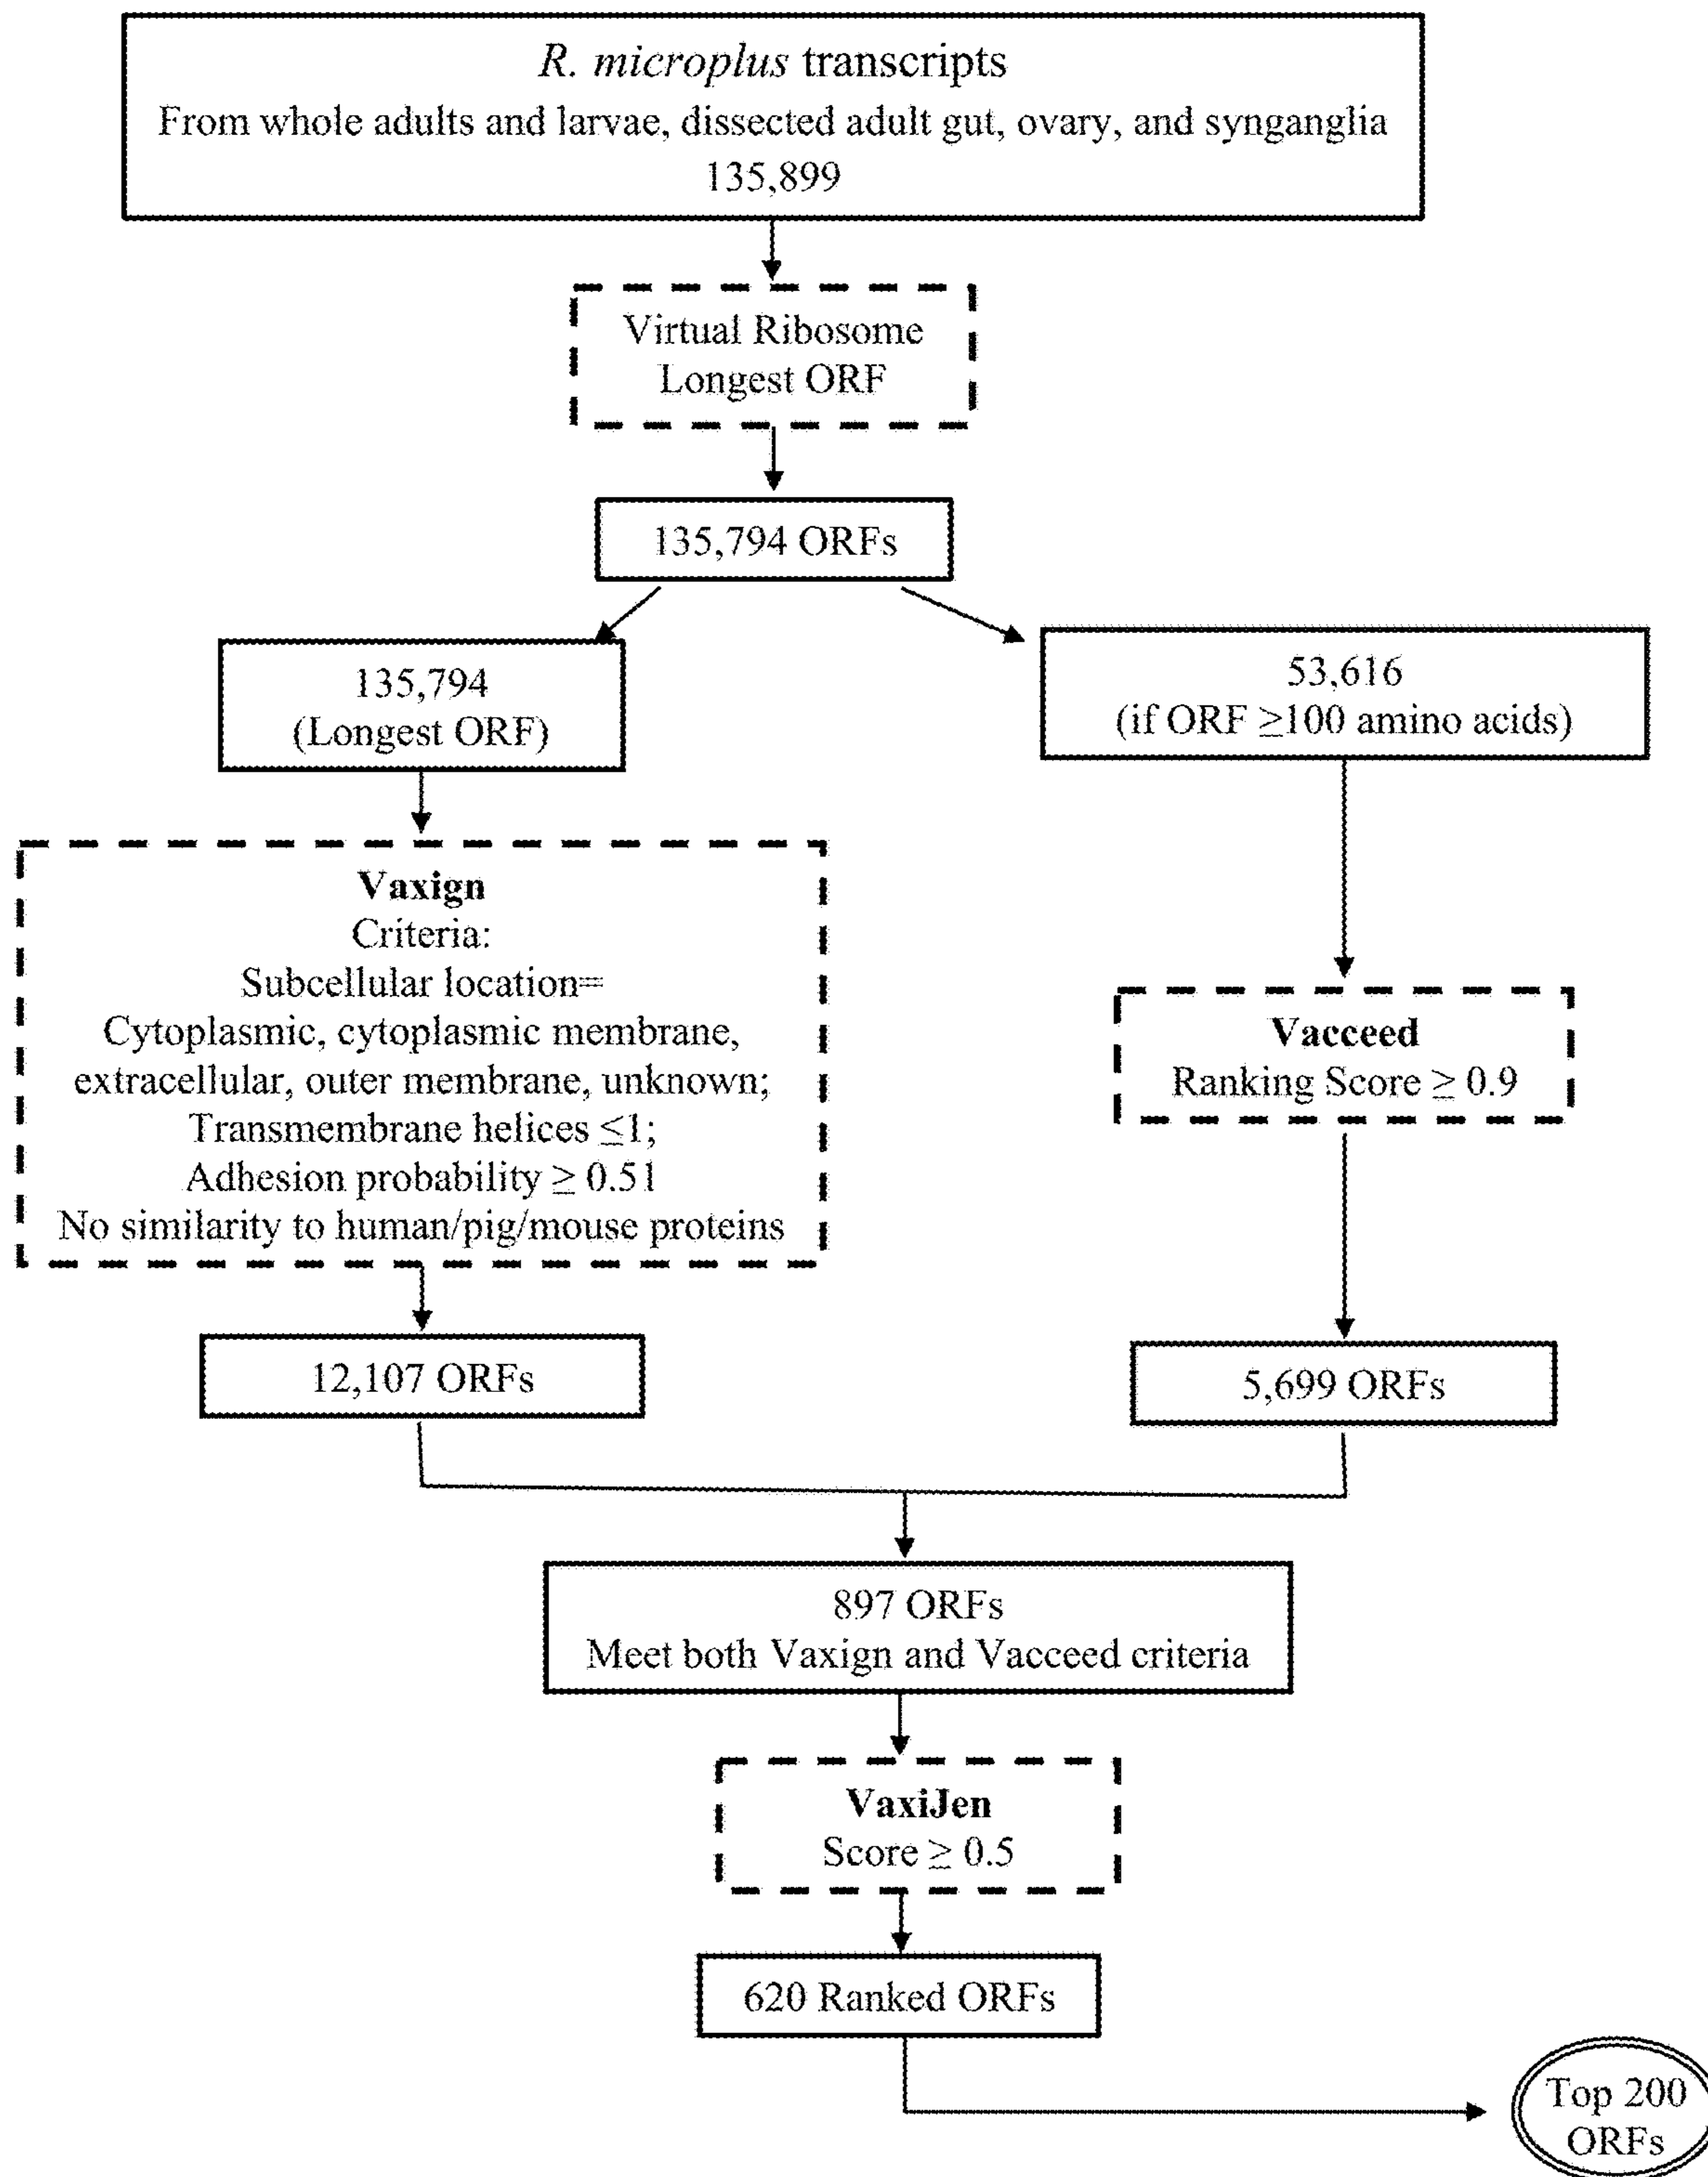 R. microplus transcripts
From whole adults and larvae, dissected adult gut, ovary, and synganglia
135,899
Virtual Ribosome
Longest ORF
135,794 ORFs
135,794
(Longest ORF)
53,616
(if ORF ≥100 amino acids)
Vaxign
Criteria:
Subcellular location=
Cytoplasmic, cytoplasmic membrane,
extracellular, outer membrane, unknown;
Transmembrane helices ≤1;
Adhesion probability ≥ 0.51
No similarity to human/pig/mouse proteins
Vacceed
Ranking Score ≥ 0.9
12,107 ORFs
5,699 ORFs
897 ORFs
Meet both Vaxign and Vacceed criteria
VaxiJen
Score ≥ 0.5
620 Ranked ORFs
Top 200
ORFs